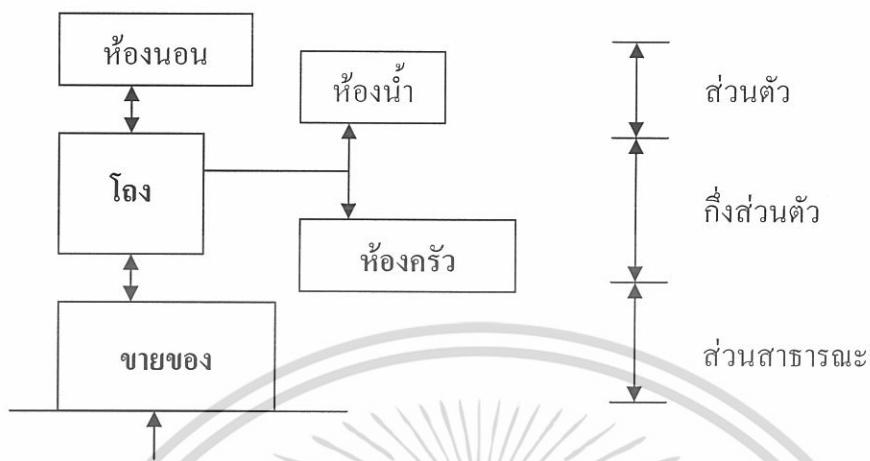 ห้องนอน
ห้องน้ำ
ส่วนตัว
โถง
กึ่งส่วนตัว
ห้องครัว
ขายของ
ส่วนสาธารณะ